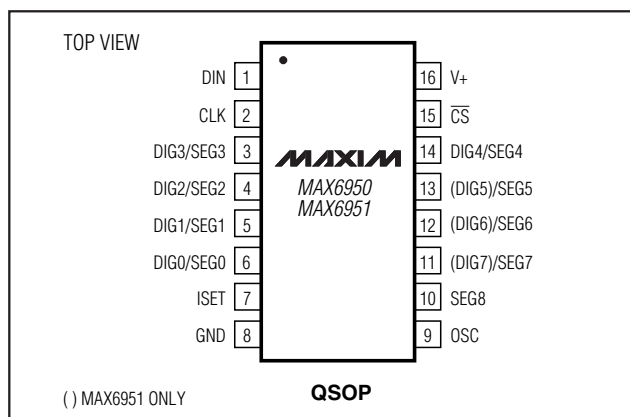 TOP VIEW
DIN 1
CLK 2
DIG3/SEG3 3
DIG2/SEG2 4
DIG1/SEG1 5
DIG0/SEG0 6
ISET 7
GND 8
MAXIM
MAX6950
MAX6951
16 V+
15 C̅S̅
14 DIG4/SEG4
13 (DIG5)/SEG5
12 (DIG6)/SEG6
11 (DIG7)/SEG7
10 SEG8
9 OSC
( ) MAX6951 ONLY
QSOP